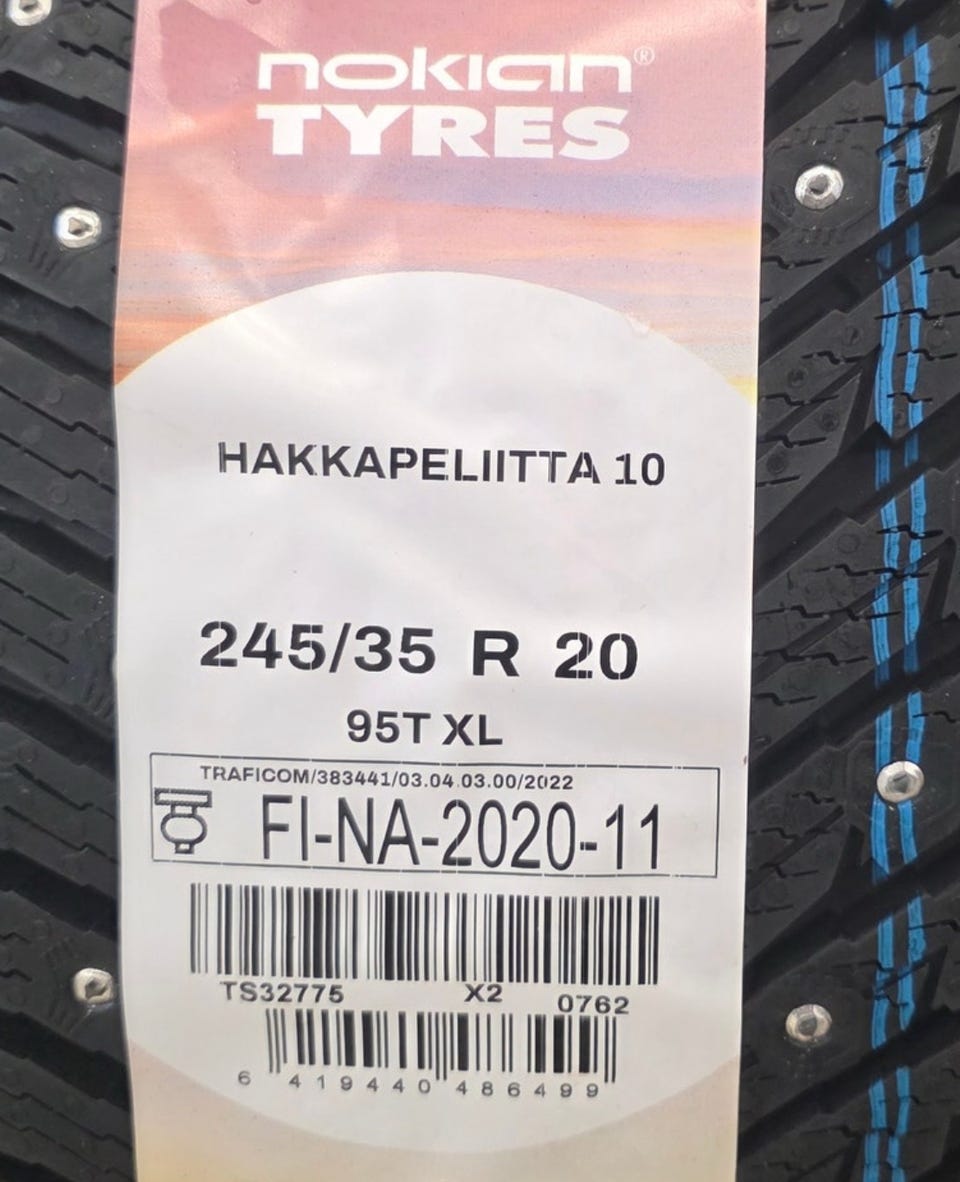 nokian®
TYRES
HAKKAPELIITTA 10
245/35 R 20
95T XL
TRAFICOM/383441/03.04.03.00/2022
FI-NA-2020-11
TS32775 X2 0762
6 419440 486499